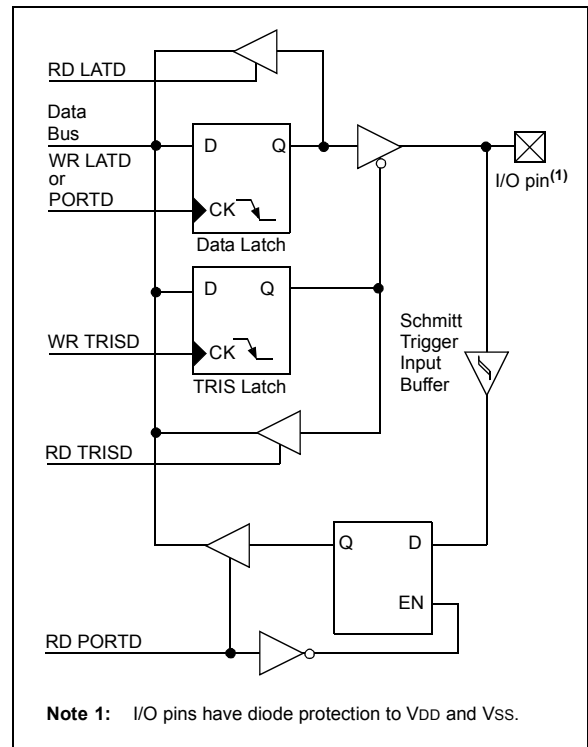 RD LATD
Data
Bus
WR LATD
or
PORTD
D Q
CK
Data Latch
I/O pin(1)
D Q
WR TRISD
CK
TRIS Latch
Schmitt
Trigger
Input
Buffer
RD TRISD
Q D
EN
RD PORTD
Note 1: I/O pins have diode protection to VDD and VSS.